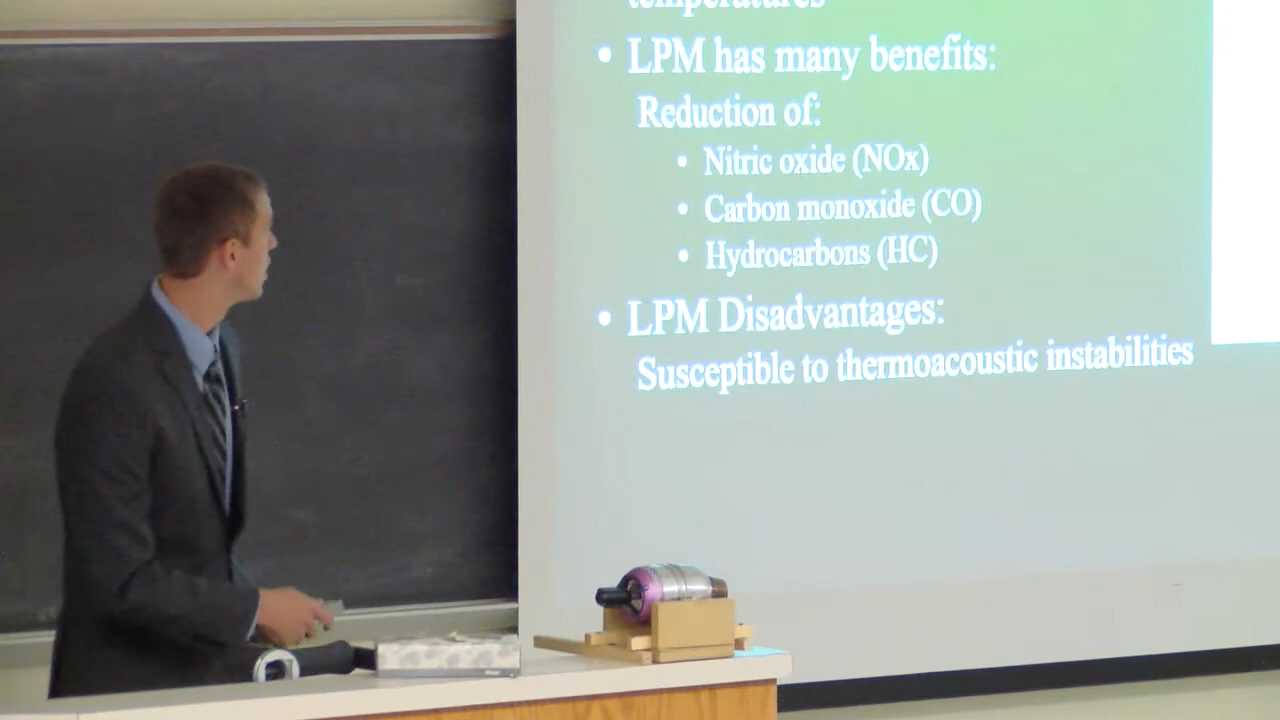 temperatures
• LPM has many benefits:
Reduction of:
• Nitric oxide (NOx)
• Carbon monoxide (CO)
• Hydrocarbons (HC)
• LPM Disadvantages:
Susceptible to thermoacoustic instabilities